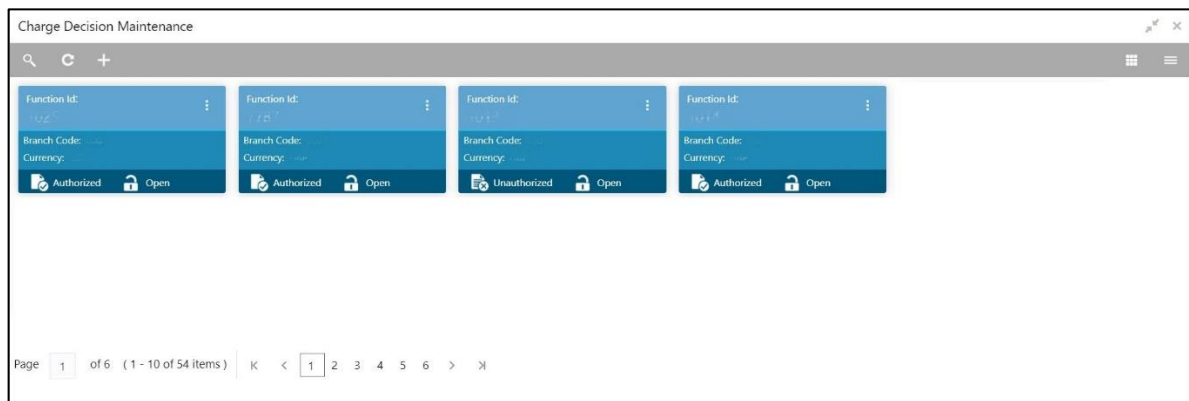 Charge Decision Maintenance
Function Id:
Branch Code:
Currency:
Authorized Open
Function Id:
Branch Code:
Currency:
Authorized Open
Function Id:
Branch Code:
Currency:
Unauthorized Open
Function Id:
Branch Code:
Currency:
Authorized Open
Page 1 of 6 ( 1 - 10 of 54 items ) 1 2 3 4 5 6